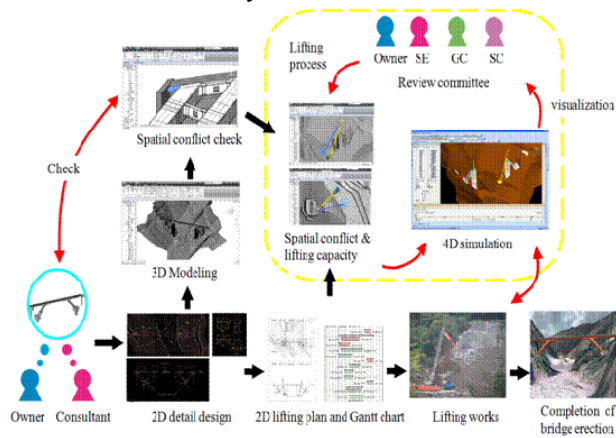 Lifting
process
Owner SE GC SC
Review committee
visualization
Spatial conflict check
Check
3D Modeling
Spatial conflict &
lifting capacity
4D simulation
Owner Consultant
2D detail design
2D lifting plan and Gantt chart
Lifting works
Completion of
bridge erection